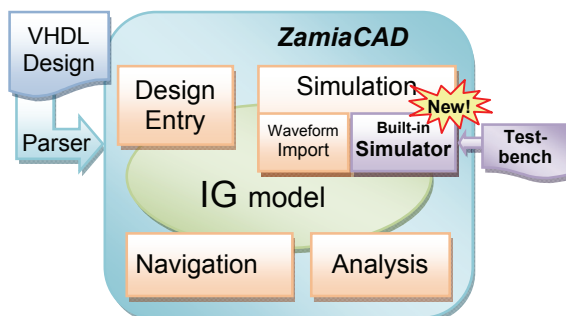 VHDL
Design
ZamiaCAD
Design
Entry
Simulation
New!
Waveform
Import
Built-in
Simulator
Parser
Test-
bench
IG model
Navigation
Analysis